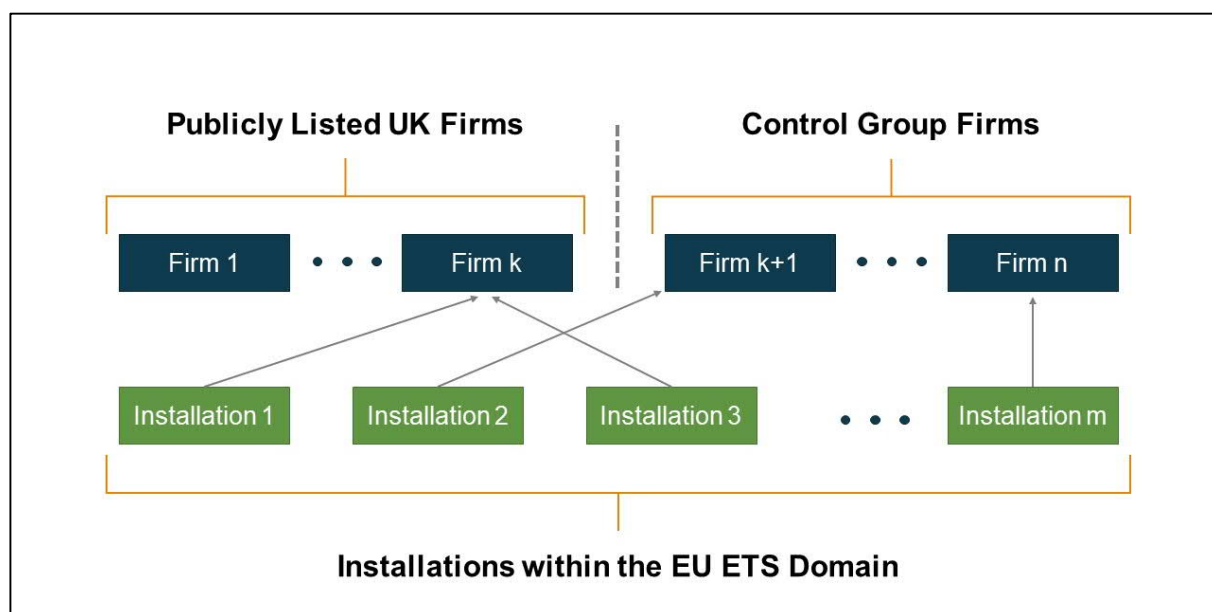 Publicly Listed UK Firms
Control Group Firms
Firm 1
• • •
Firm k
Firm k+1
• • •
Firm n
Installation 1
Installation 2
Installation 3
• • •
Installation m
Installations within the EU ETS Domain